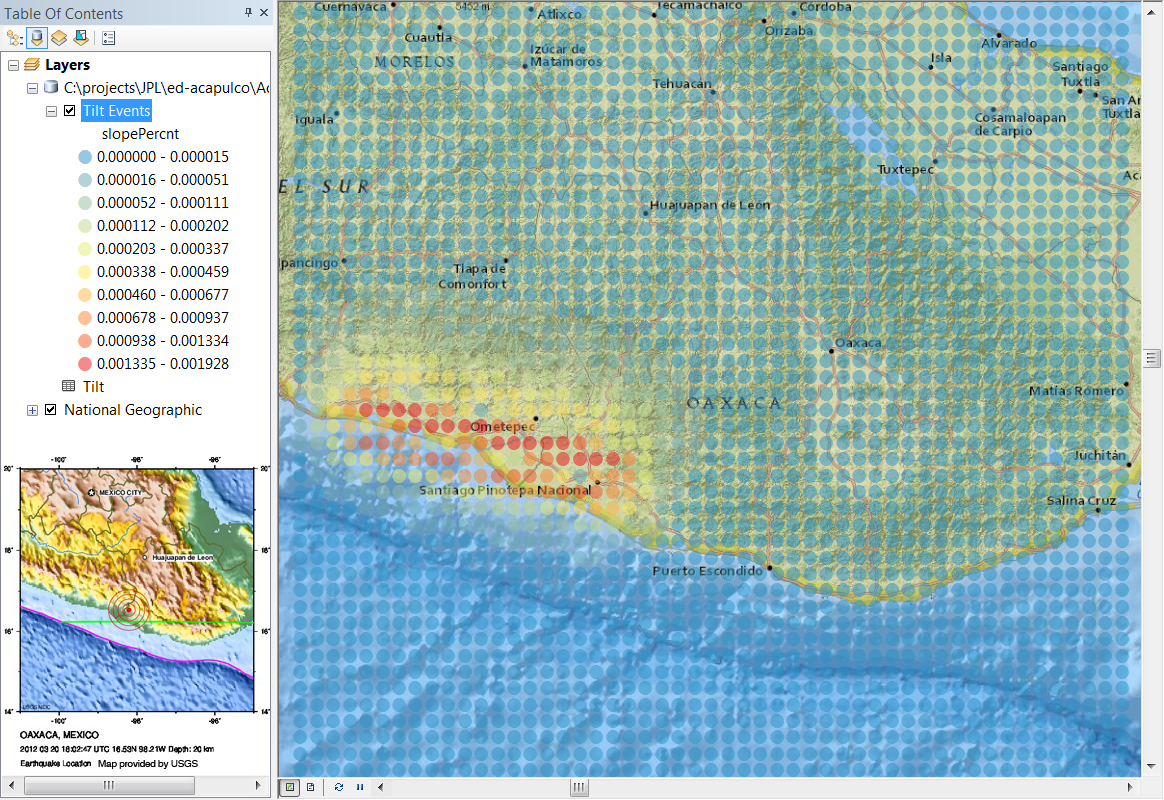 Table Of Contents
Layers
C:\projects\JPL\ed-acapulco\Ac
Tilt Events
slopePercnt
0.000000 - 0.000015
0.000016 - 0.000051
0.000052 - 0.000111
0.000112 - 0.000202
0.000203 - 0.000337
0.000338 - 0.000459
0.000460 - 0.000677
0.000678 - 0.000937
0.000938 - 0.001334
0.001335 - 0.001928
Tilt
National Geographic
-100° -98° -96°
20° 20°
MEXICO CITY
18° 18°
Huajuapan de Leon
16° 16°
14° 14°
USGS NEIC
-100° -98° -96°
OAXACA, MEXICO
2012 03 20 18:02:47 UTC 16.53N 98.21W Depth: 20 km
Earthquake Location Map provided by USGS
Cuernavaca
5452 m
Atlixco
Tecamachalco
Córdoba
Orizaba
Cuautla
MORELOS
Izúcar de
Matamoros
Alvarado
Isla
Santiago
Tuxtla
San An
Tuxtla
Tehuacán
Iguala
Cosamaloapan
de Carpio
Tuxtepec
Aca
EL SUR
Huajuapan de León
pancingo
Tlapa de
Comonfort
Oaxaca
Matías Romero
OAXACA
Ometepec
Juchitán
Santiago Pinotepa Nacional
Salina Cruz
Puerto Escondido